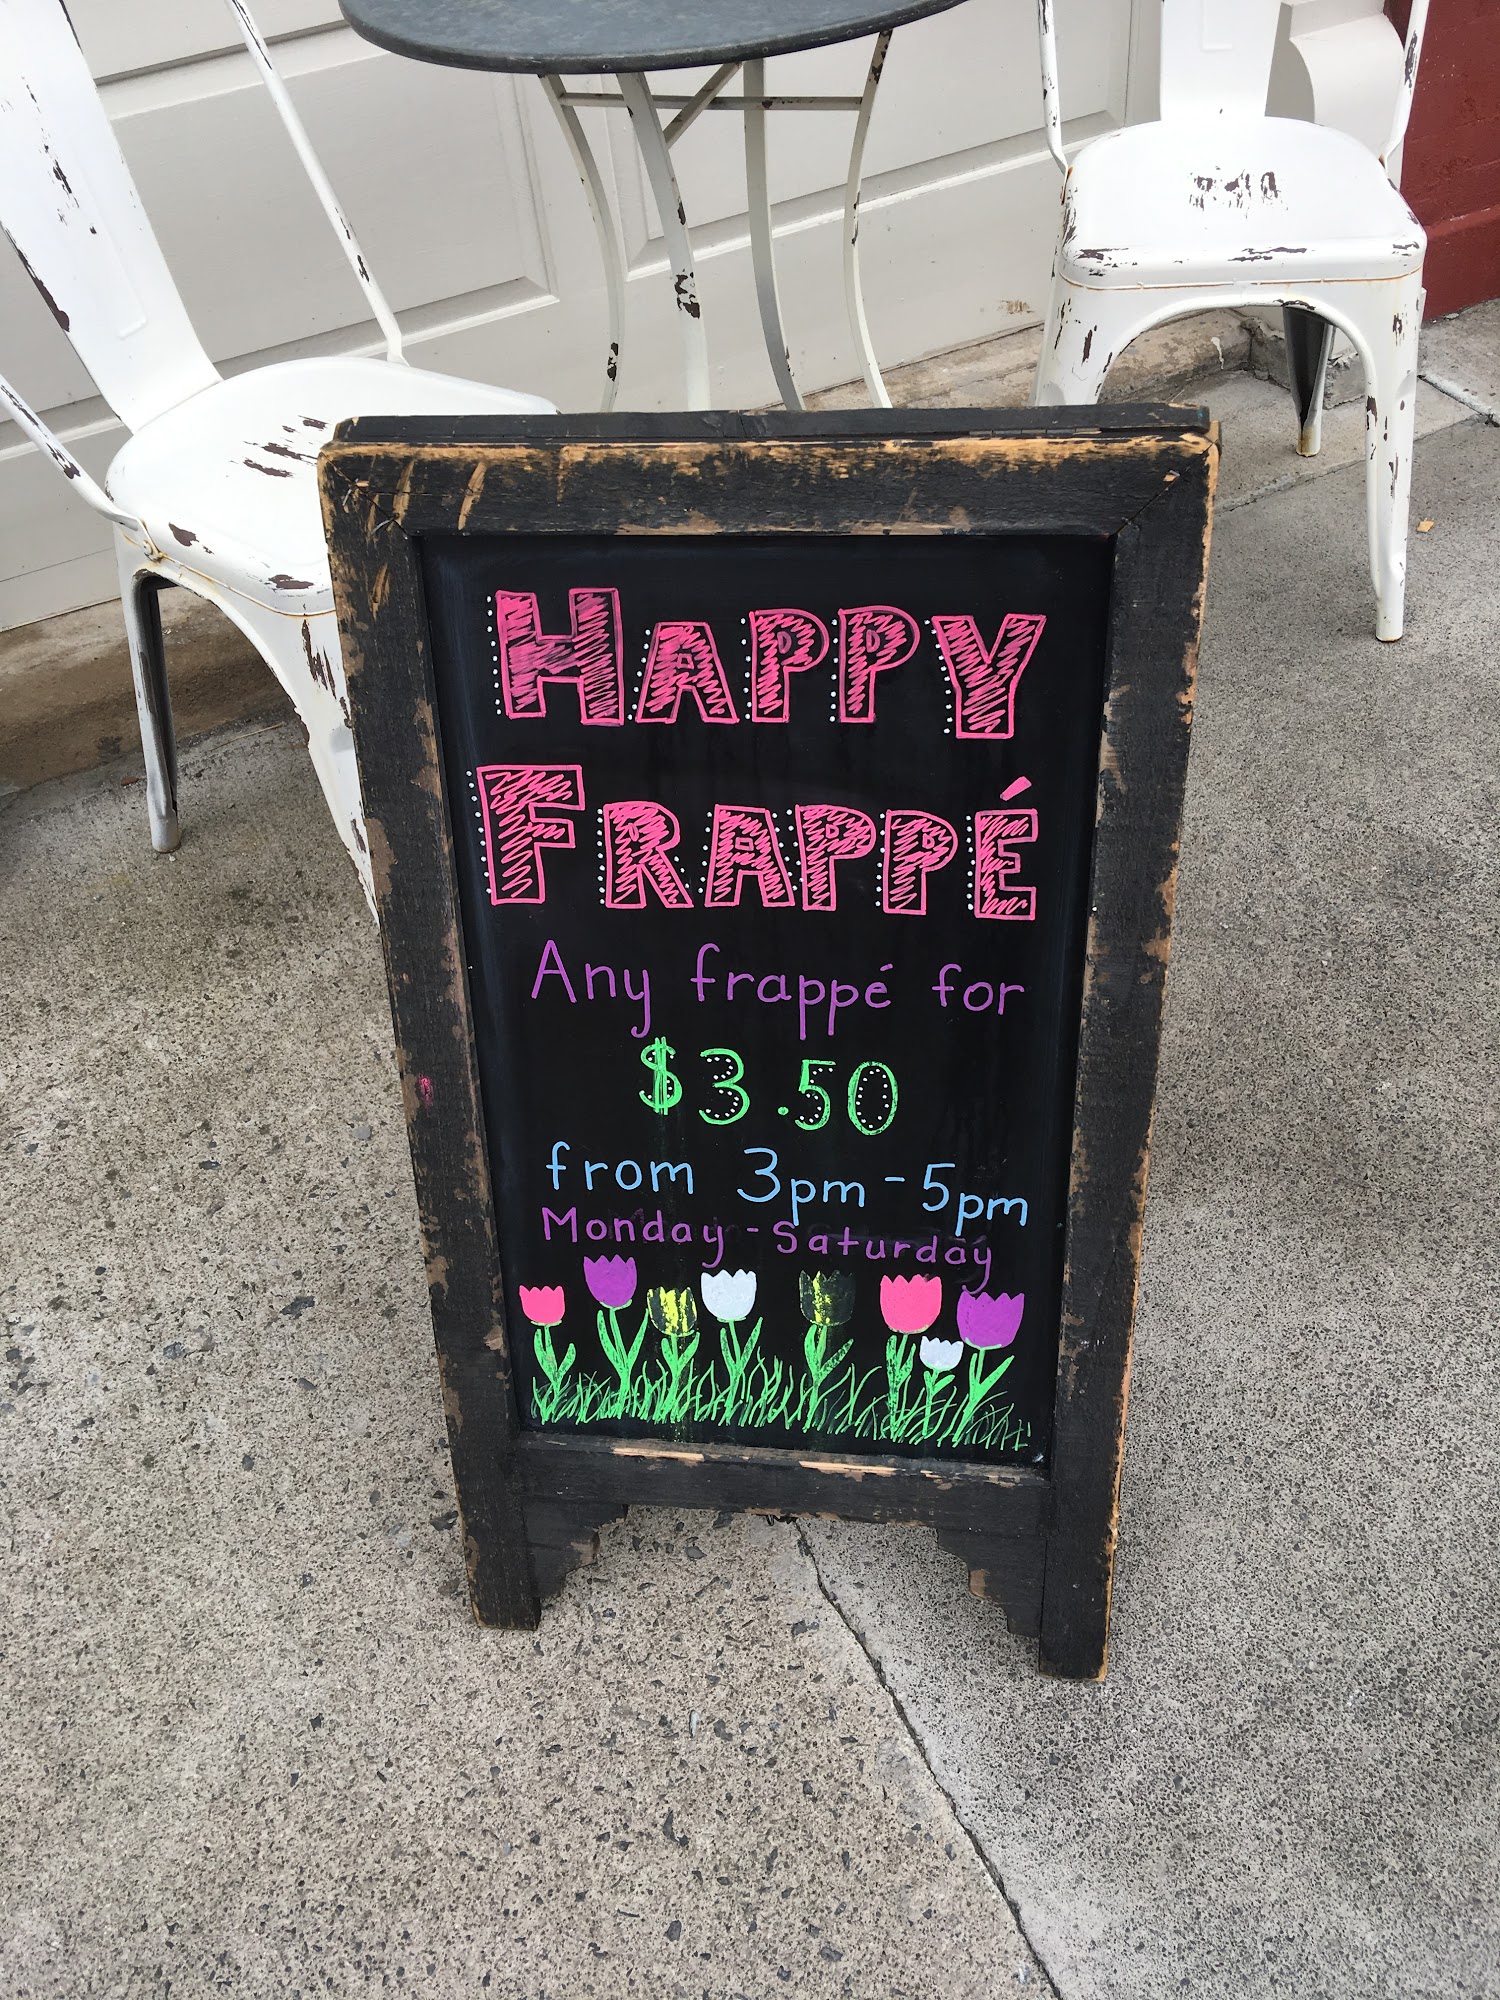 HAPPY
FRAPPÉ
Any frappé for
$3.50
from 3pm - 5pm
Monday - Saturday